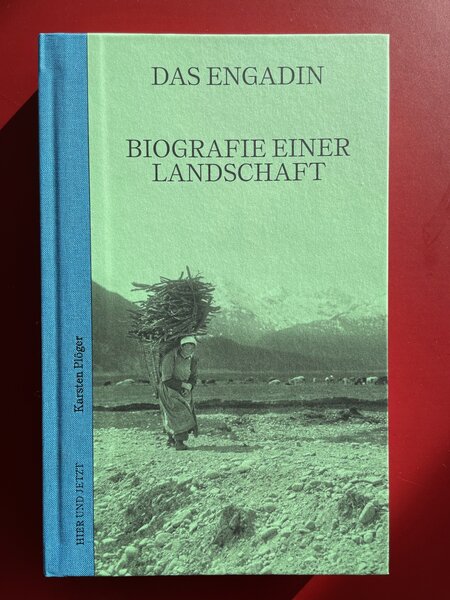 DAS ENGADIN
BIOGRAFIE EINER
LANDSCHAFT
Karsten Plöger
HIER UND JETZT